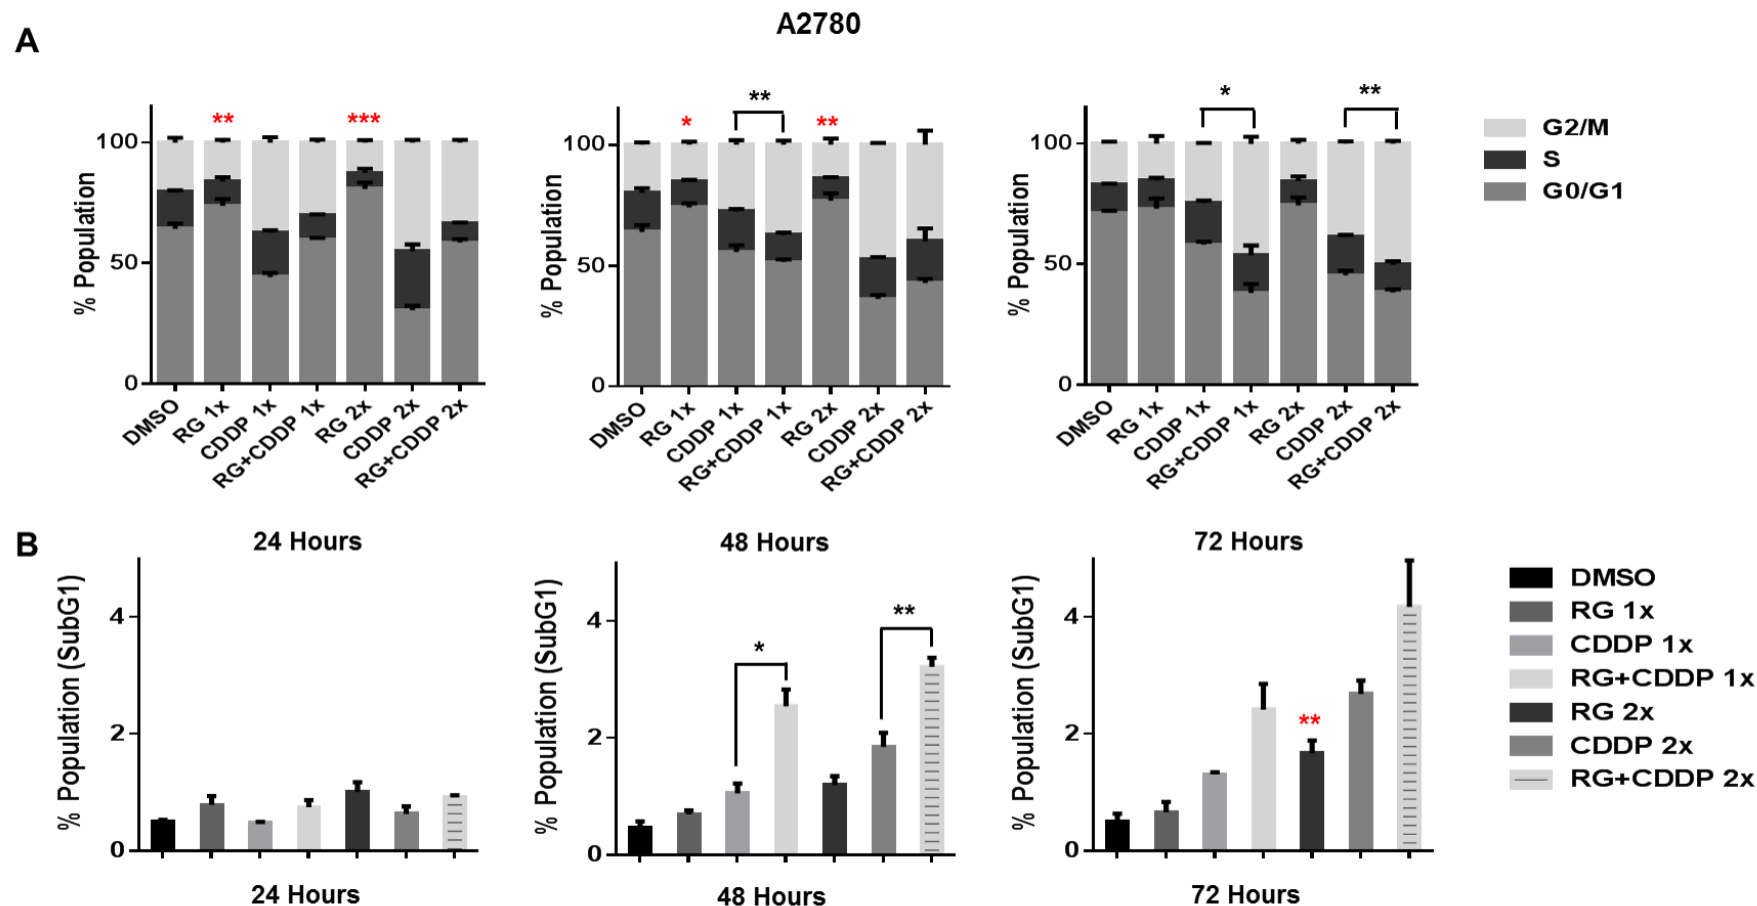 A2780
A
% Population
100
50
0
**
***
DMSO
RG 1x
CDDP 1x
RG+CDDP 1x
RG 2x
CDDP 2x
RG+CDDP 2x
% Population
100
50
0
*
**
**
DMSO
RG 1x
CDDP 1x
RG+CDDP 1x
RG 2x
CDDP 2x
RG+CDDP 2x
% Population
100
50
0
*
**
DMSO
RG 1x
CDDP 1x
RG+CDDP 1x
RG 2x
CDDP 2x
RG+CDDP 2x
G2/M
S
G0/G1
24 Hours
48 Hours
72 Hours
B
% Population (SubG1)
4
2
0
24 Hours
% Population (SubG1)
4
2
0
*
**
48 Hours
% Population (SubG1)
4
2
0
**
72 Hours
DMSO
RG 1x
CDDP 1x
RG+CDDP 1x
RG 2x
CDDP 2x
RG+CDDP 2x